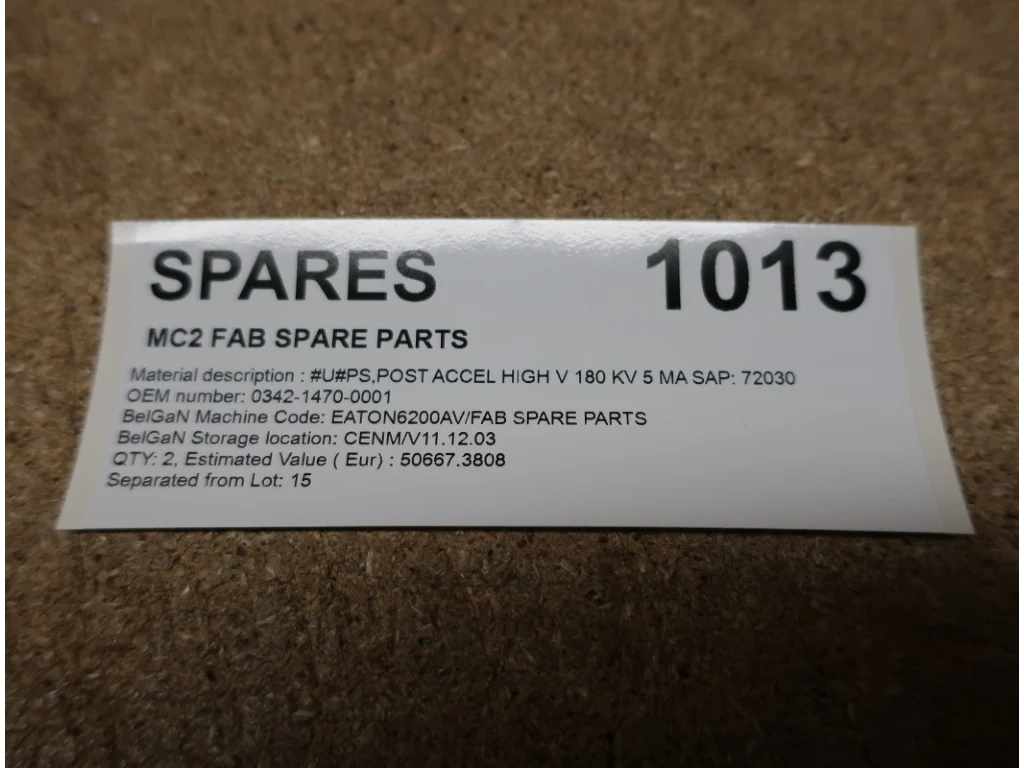 SPARES 1013
MC2 FAB SPARE PARTS
Material description : #U#PS,POST ACCEL HIGH V 180 KV 5 MA SAP: 72030
OEM number: 0342-1470-0001
BelGaN Machine Code: EATON6200AV/FAB SPARE PARTS
BelGaN Storage location: CENM/V11.12.03
QTY: 2, Estimated Value ( Eur) : 50667.3808
Separated from Lot: 15